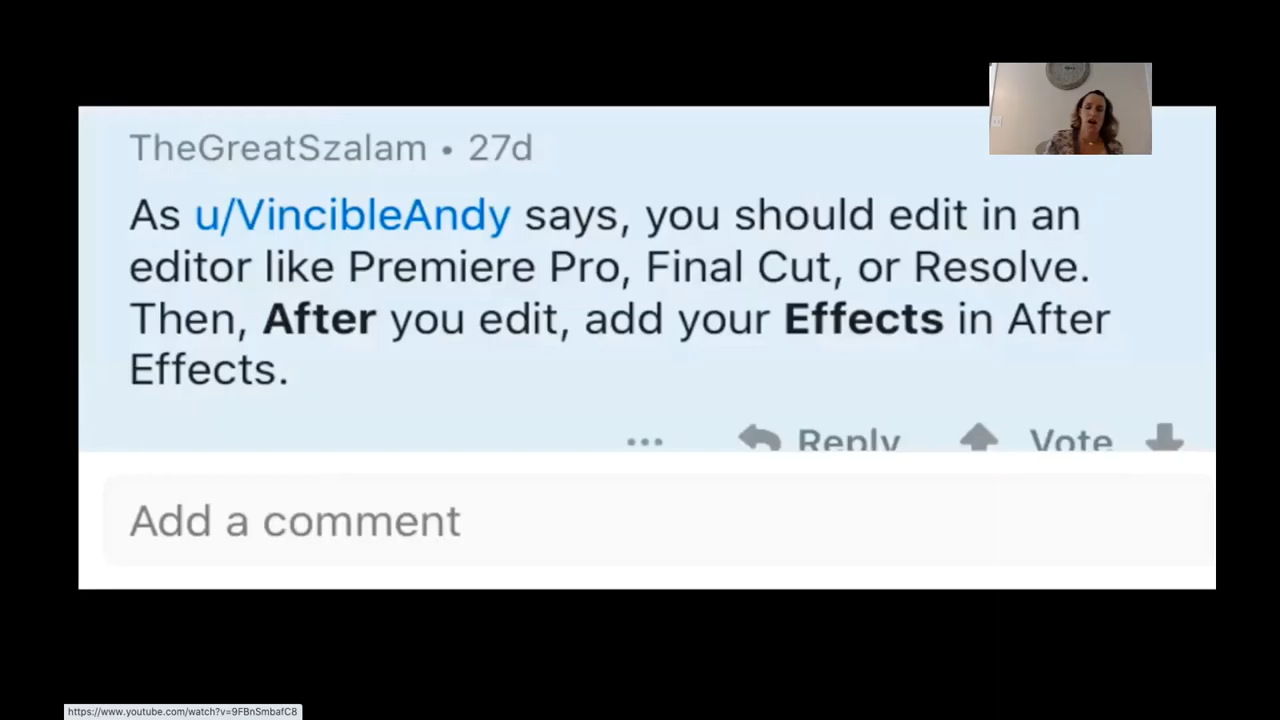 TheGreatSzalam • 27d
As u/VincibleAndy says, you should edit in an
editor like Premiere Pro, Final Cut, or Resolve.
Then, After you edit, add your Effects in After
Effects.
... Reply Vote
Add a comment
https://www.youtube.com/watch?v=9FBnSmbafC8